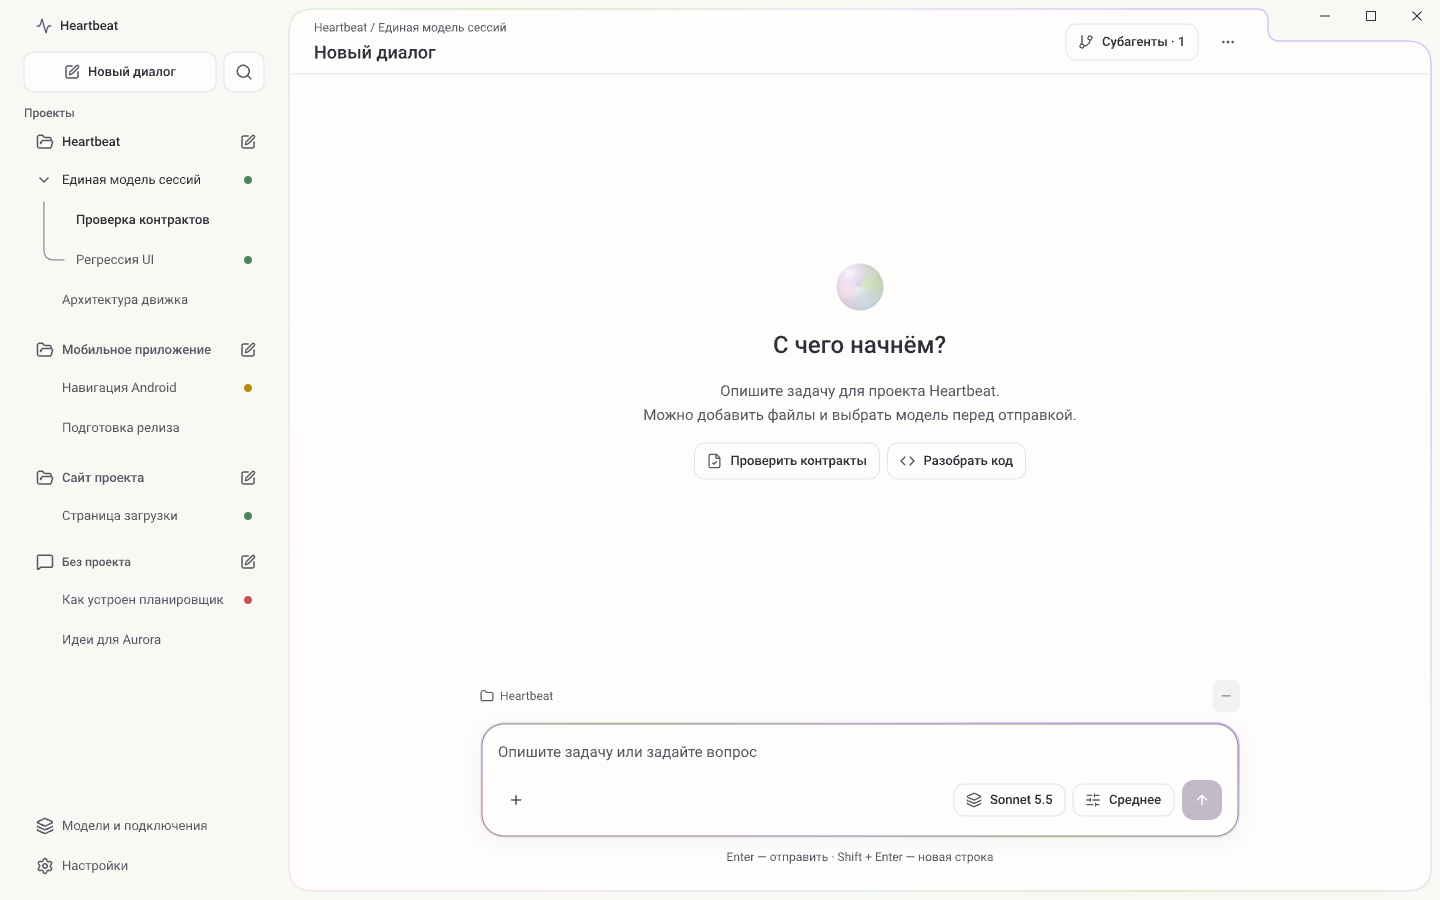 Heartbeat
Новый диалог
Проекты
Heartbeat
Единая модель сессий
Проверка контрактов
Регрессия UI
Архитектура движка
Мобильное приложение
Навигация Android
Подготовка релиза
Сайт проекта
Страница загрузки
Без проекта
Как устроен планировщик
Идеи для Aurora
Модели и подключения
Настройки
Heartbeat / Единая модель сессий
Новый диалог
Субагенты · 1
С чего начнём?
Опишите задачу для проекта Heartbeat.
Можно добавить файлы и выбрать модель перед отправкой.
Проверить контракты
Разобрать код
Heartbeat
Опишите задачу или задайте вопрос
Sonnet 5.5
Среднее
Enter — отправить · Shift + Enter — новая строка